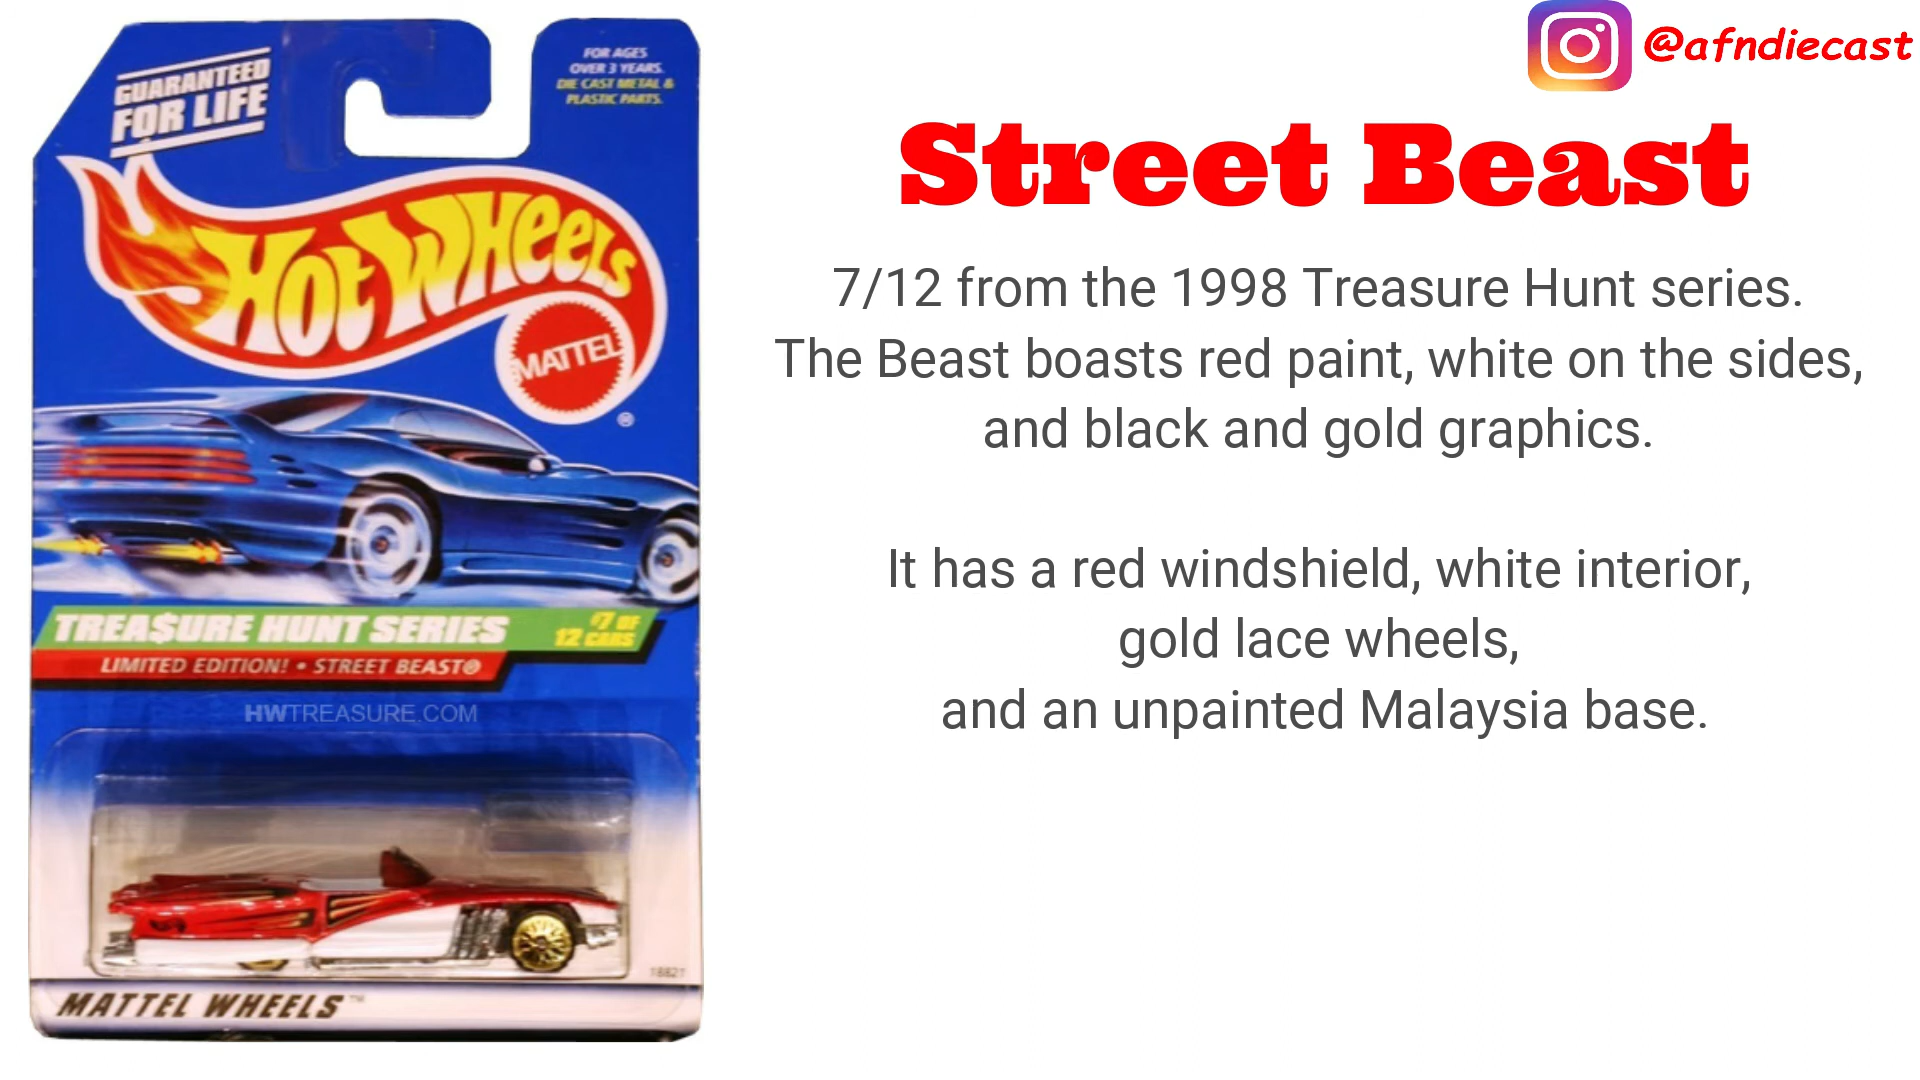 GUARANTEED
FOR LIFE
FOR AGES
OVER 3 YEARS.
DIE CAST METAL &
PLASTIC PARTS.
HOT WHEELS
MATTEL
®
TREA$URE HUNT SERIES
#7 OF
12 CARS
LIMITED EDITION! • STREET BEAST®
HWTREASURE.COM
18821
MATTEL WHEELS™
@afndiecast
Street Beast
7/12 from the 1998 Treasure Hunt series.
The Beast boasts red paint, white on the sides,
and black and gold graphics.
It has a red windshield, white interior,
gold lace wheels,
and an unpainted Malaysia base.